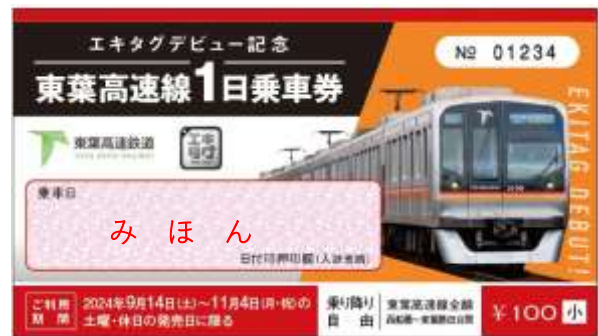 エキタグデビュー記念
東葉高速線1日乗車券
№ 01234
東葉高速鉄道
エキタグ
EKITAG DEBUT!
乗車日
みほん
日付印押印欄(入鋏省略)
ご利用期間
2024年9月14日(土)~11月4日(月・祝)の
土曜・休日の発売日に限る
乗り降り
自由
東葉高速線全線
西船橋~東葉勝田台間
¥100 小